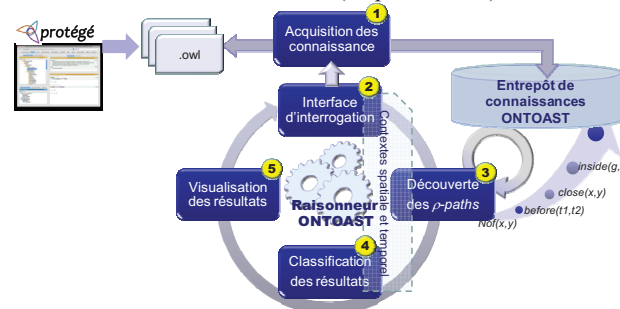 protégé
.owl
1
Acquisition des
connaissance
Entrepôt de
connaissances
ONTOAST
2
Interface
d'interrogation
Contextes spatiale et temporel
5
Visualisation
des résultats
Raisonneur
ONTOAST
3
Découverte
des ρ-paths
inside(g,
close(x,y)
before(t1,t2)
Nof(x,y)
4
Classification
des résultats